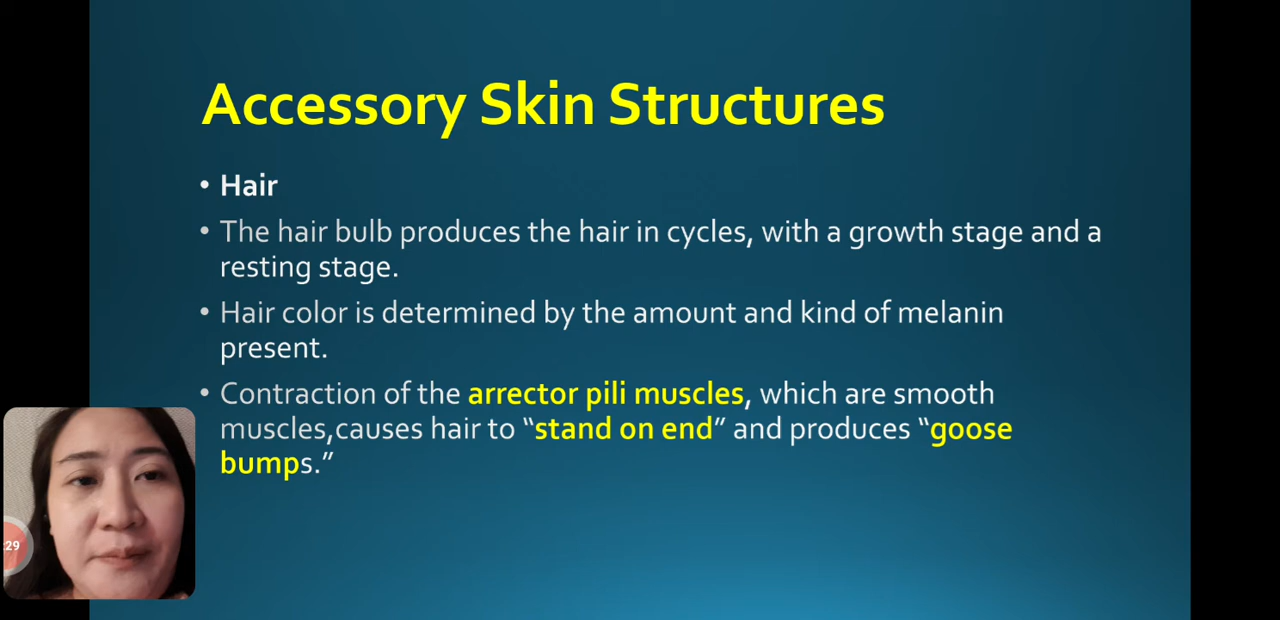 Accessory Skin Structures
• Hair
• The hair bulb produces the hair in cycles, with a growth stage and a
resting stage.
• Hair color is determined by the amount and kind of melanin
present.
• Contraction of the arrector pili muscles, which are smooth
muscles,causes hair to “stand on end” and produces “goose
bumps.”
:29